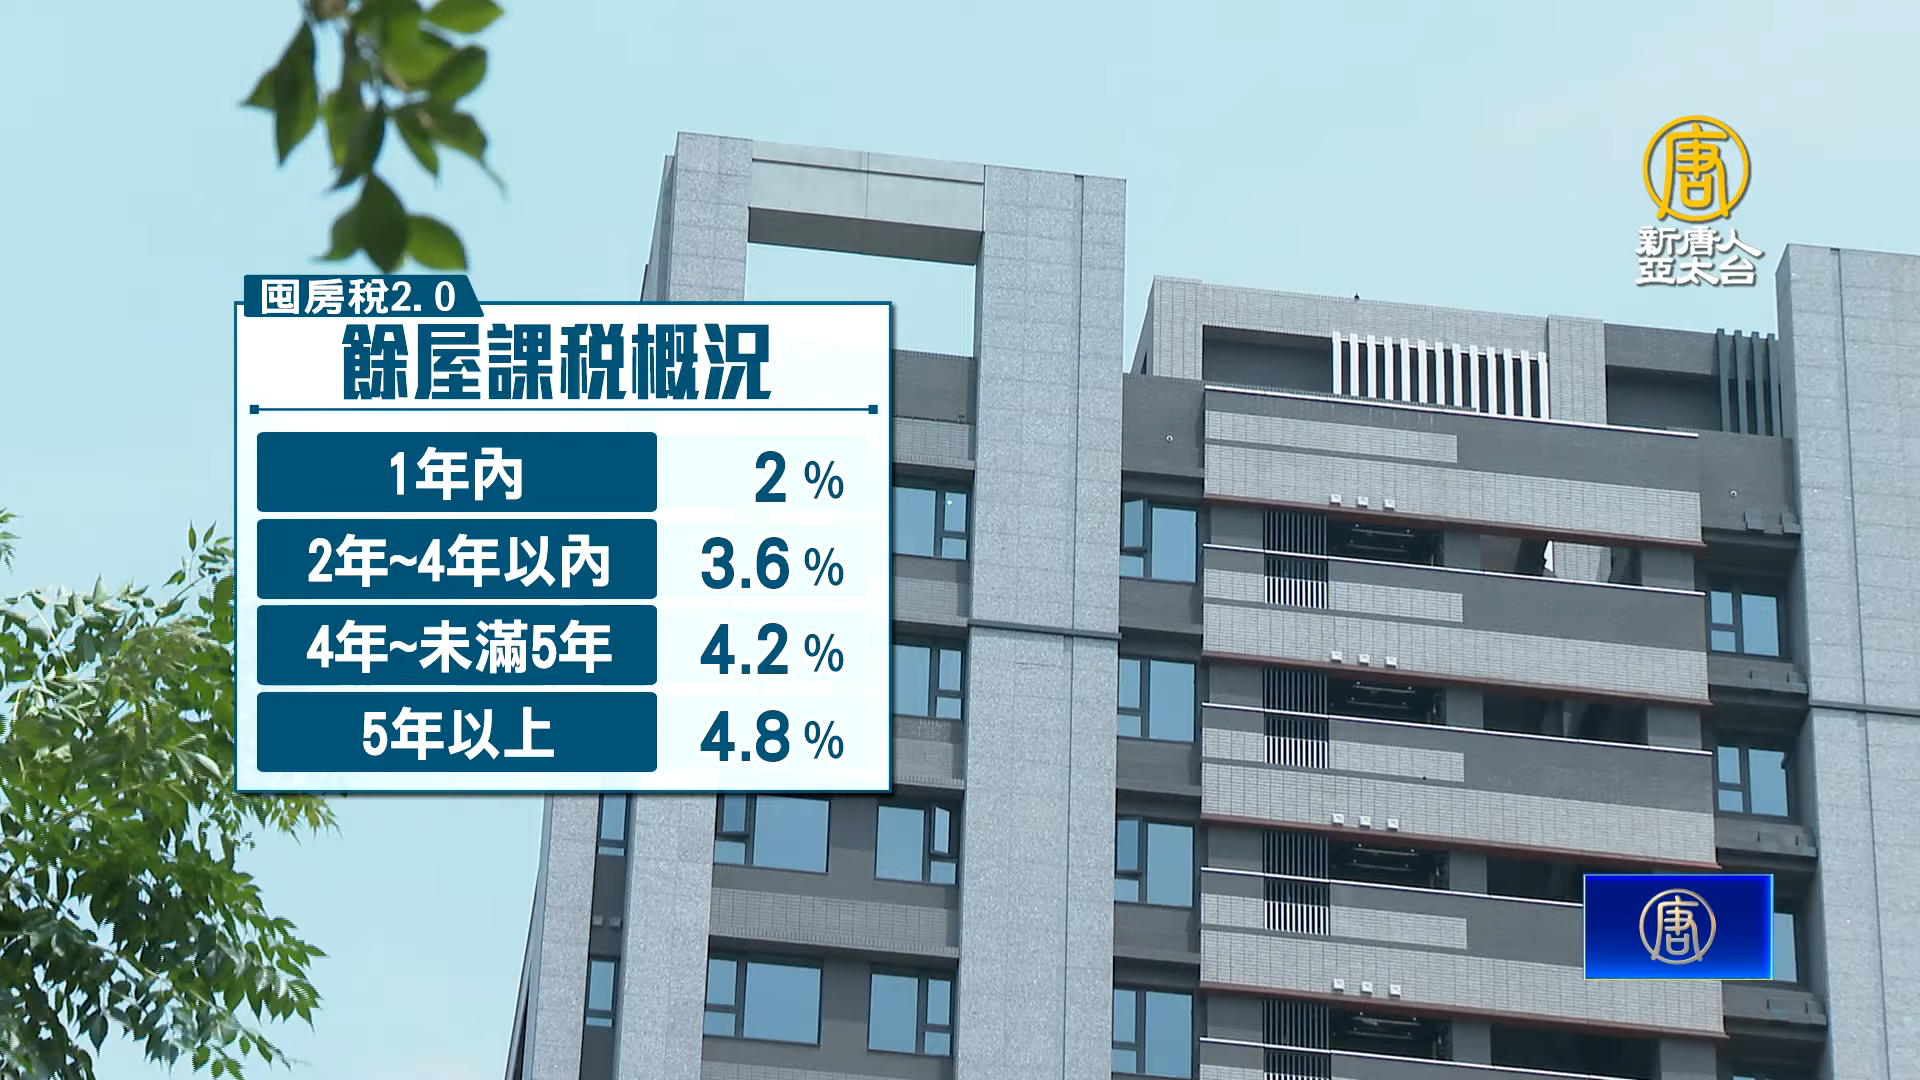 囤房稅2.0
餘屋課稅概況
1年內 2%
2年~4年以內 3.6%
4年~未滿5年 4.2%
5年以上 4.8%
唐
新唐人
亞太台
唐